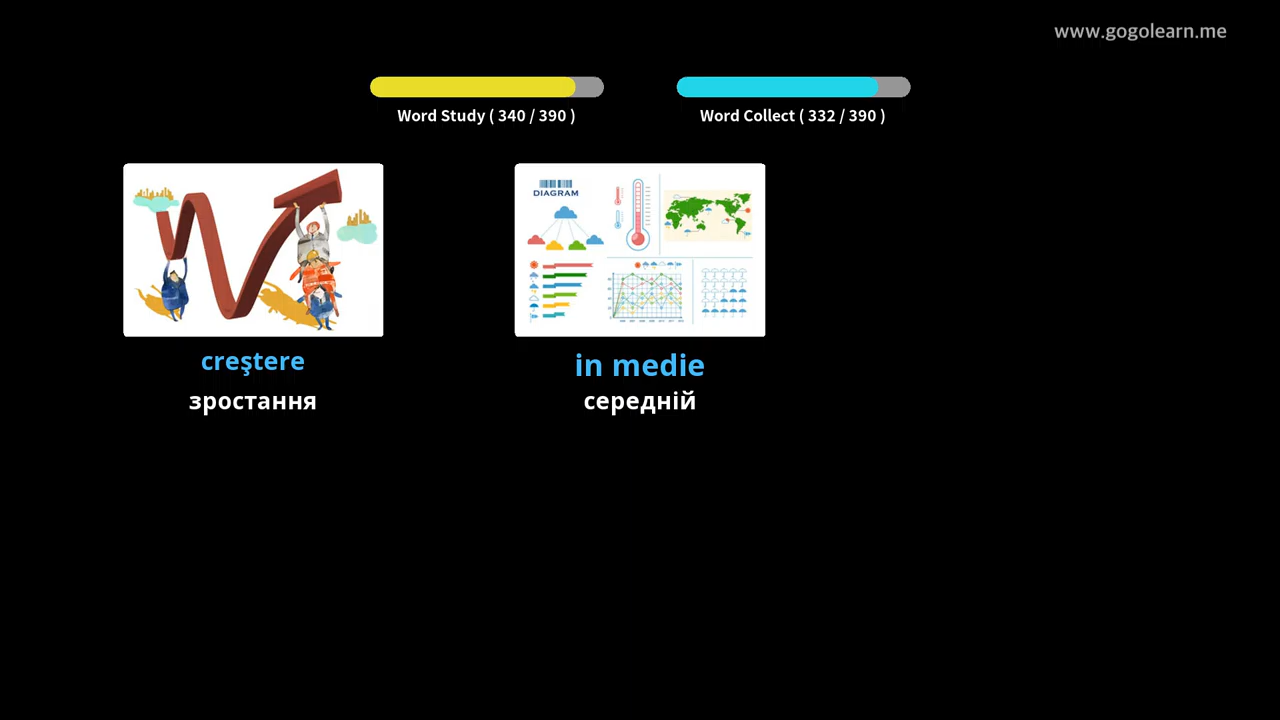 www.gogolearn.me
Word Study ( 340 / 390 )
Word Collect ( 332 / 390 )
DIAGRAM
creştere
in medie
зростання
середній